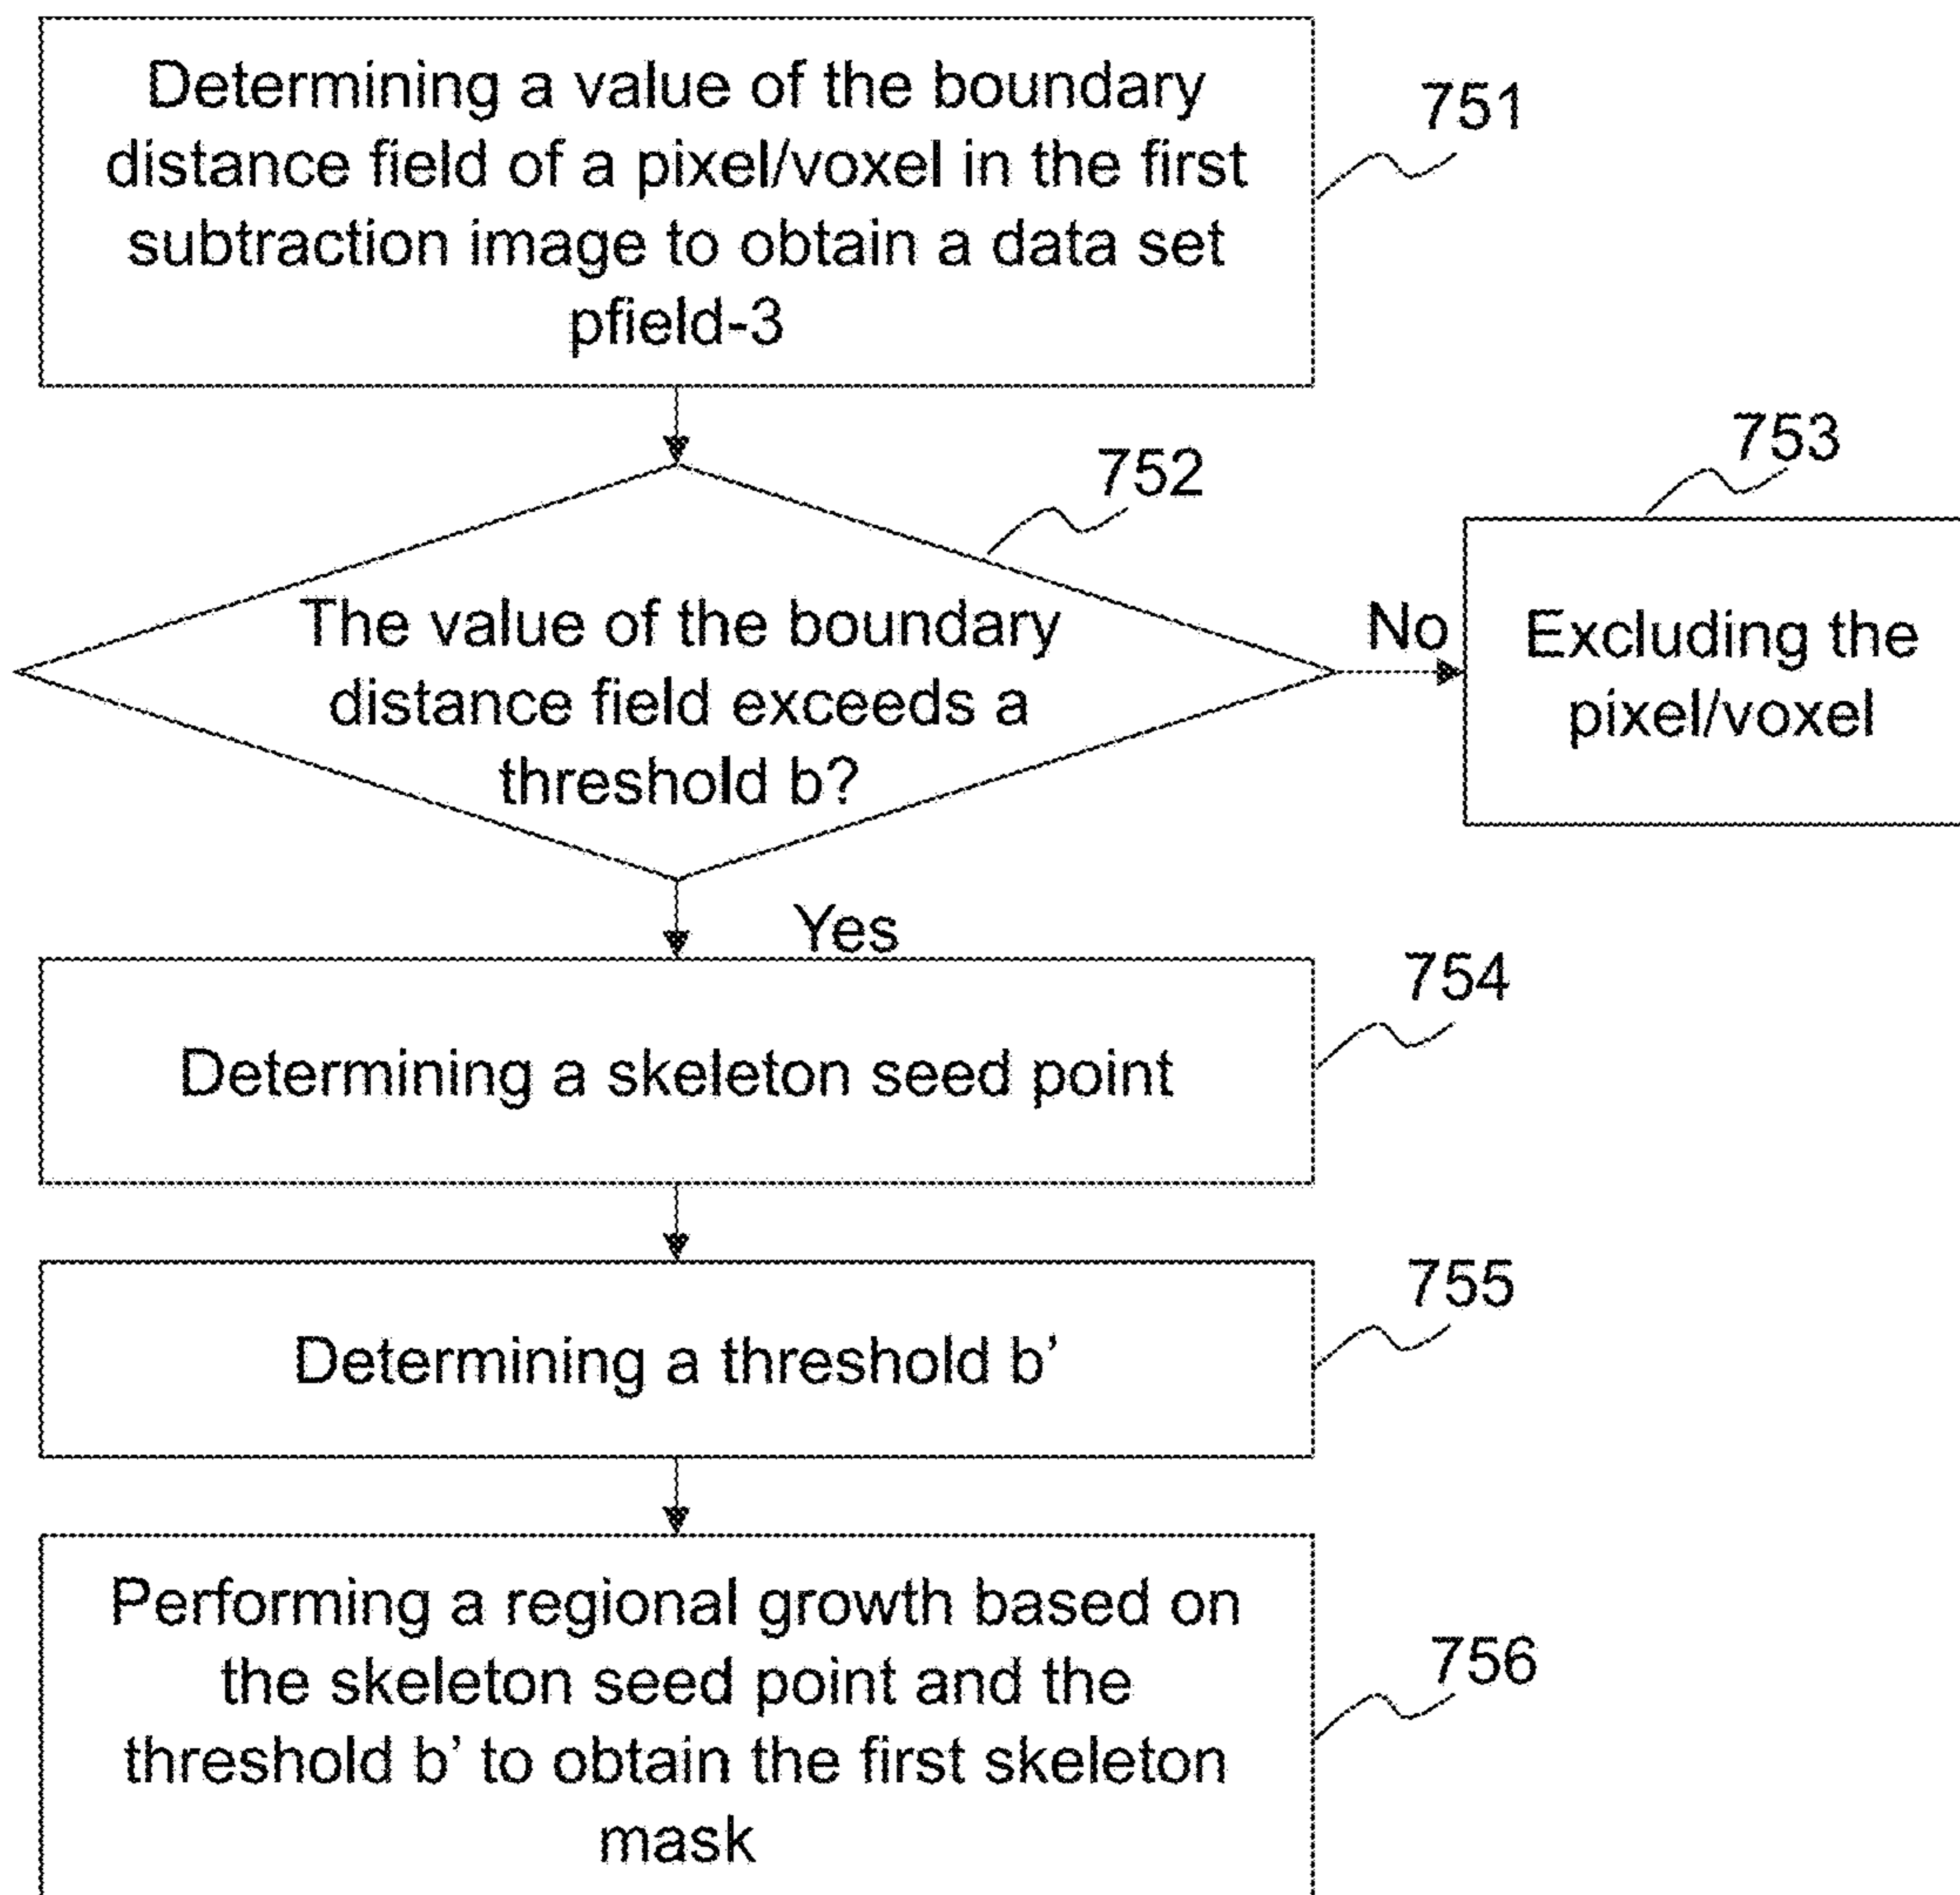 Determining a value of the boundary
distance field of a pixel/voxel in the first
subtraction image to obtain a data set
pfield-3
751
752
753
The value of the boundary
distance field exceeds a
threshold b?
No
Excluding the
pixel/voxel
Yes
754
Determining a skeleton seed point
755
Determining a threshold b’
Performing a regional growth based on
the skeleton seed point and the
threshold b’ to obtain the first skeleton
mask
756